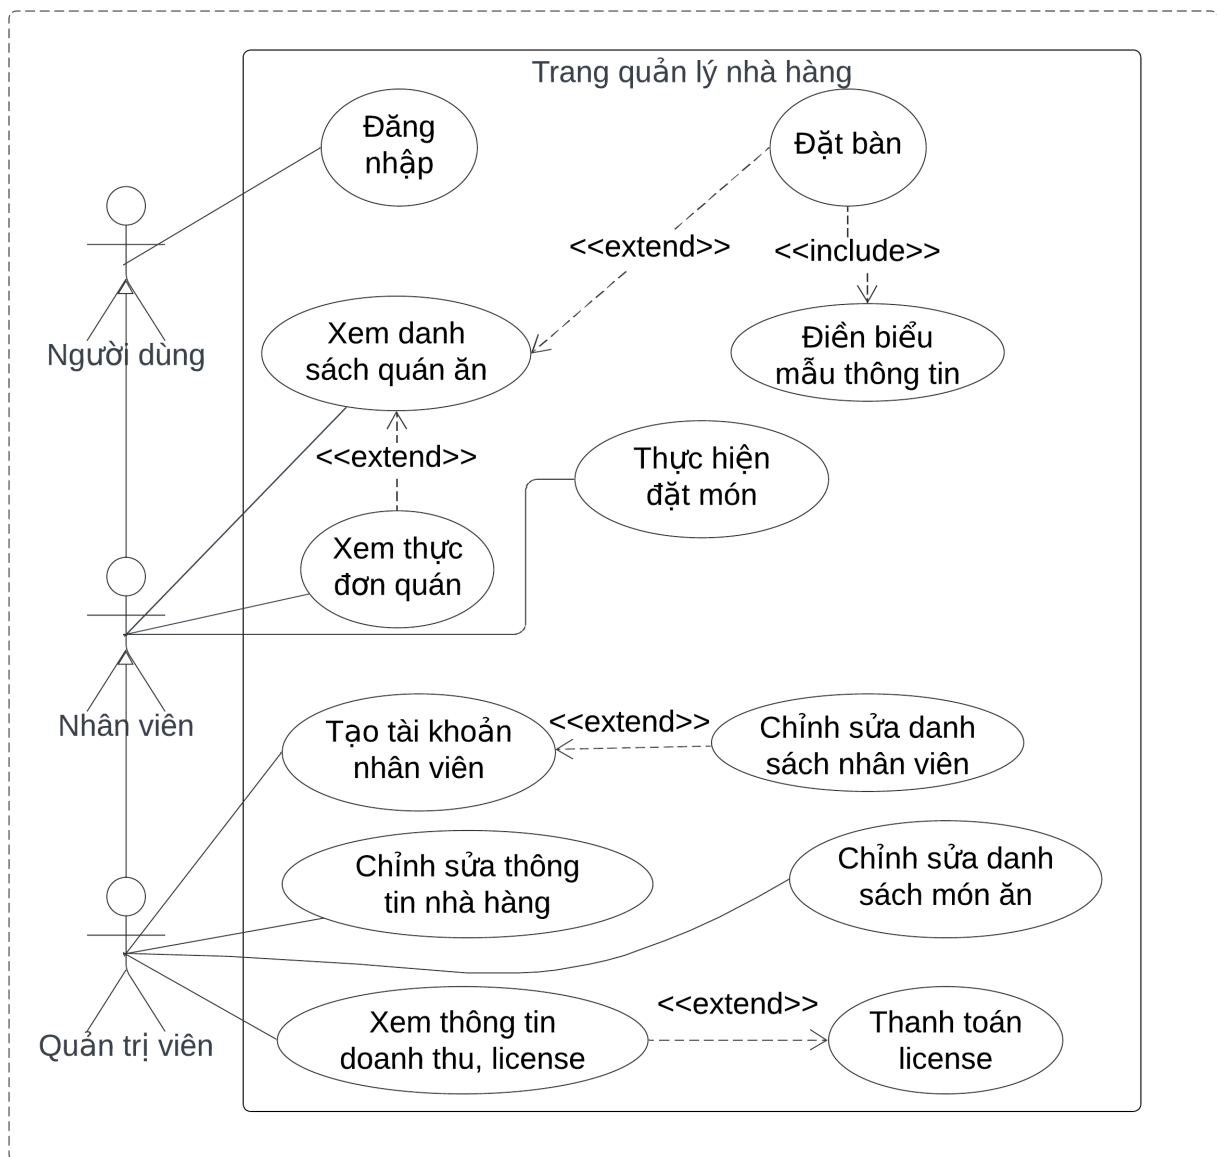 Trang quản lý nhà hàng
Đăng
nhập
Đặt bàn
<<extend>>
<<include>>
Người dùng
Xem danh
sách quán ăn
Điền biểu
mẫu thông tin
<<extend>>
Thực hiện
đặt món
Xem thực
đơn quán
Nhân viên
Tạo tài khoản
nhân viên
<<extend>>
Chỉnh sửa danh
sách nhân viên
Chỉnh sửa thông
tin nhà hàng
Chỉnh sửa danh
sách món ăn
Quản trị viên
Xem thông tin
doanh thu, license
<<extend>>
Thanh toán
license